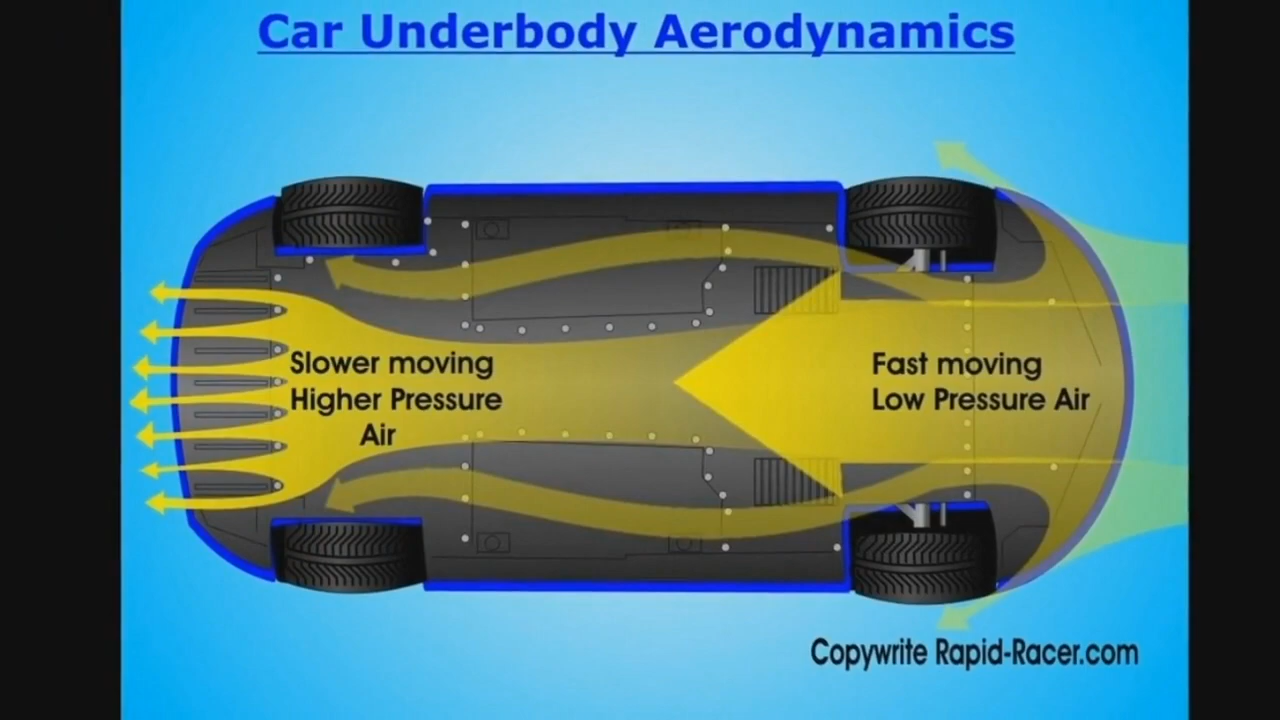 Car Underbody Aerodynamics
Slower moving
Higher Pressure
Air
Fast moving
Low Pressure Air
Copywrite Rapid-Racer.com